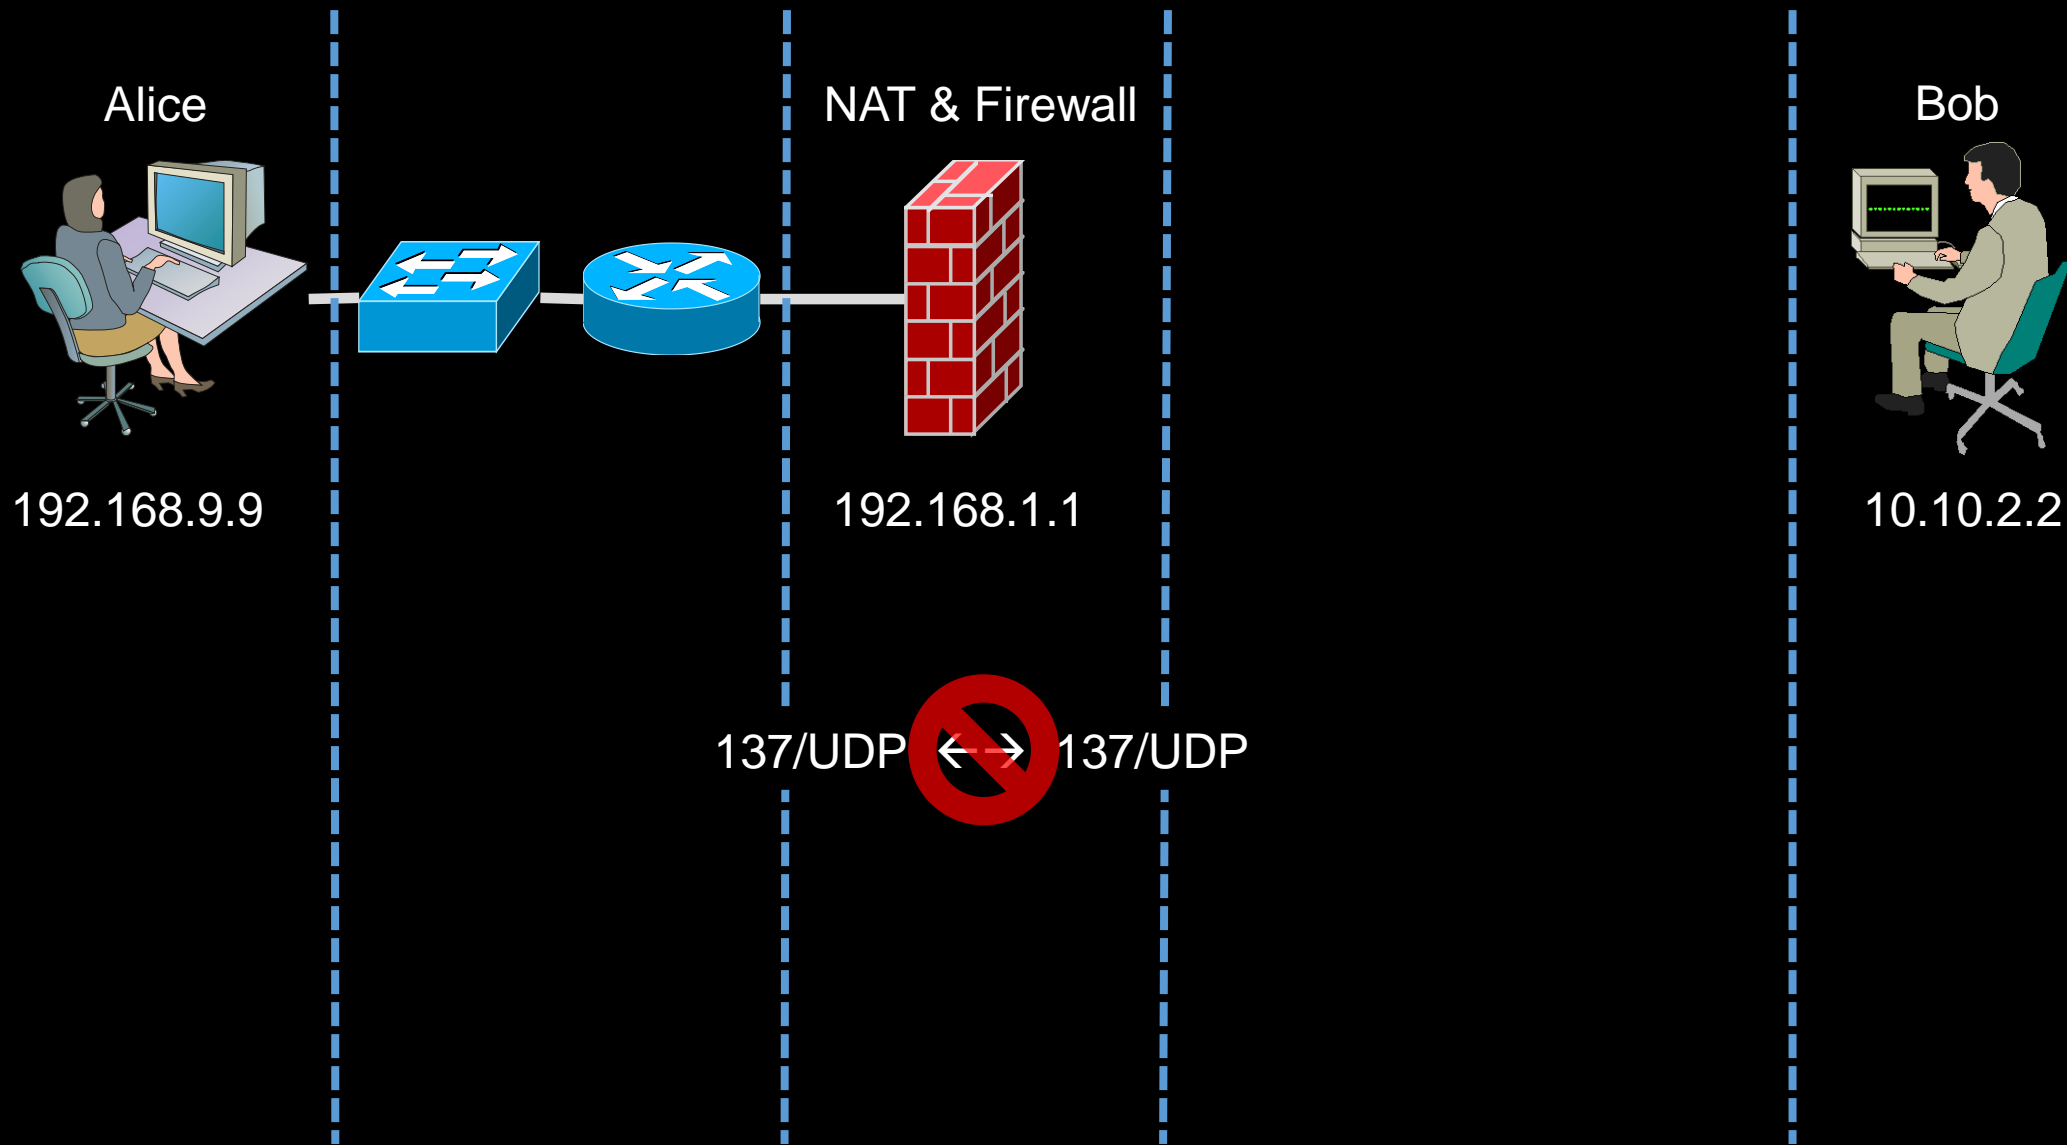 Alice
NAT & Firewall
Bob
192.168.9.9
192.168.1.1
10.10.2.2
137/UDP ←→ 137/UDP